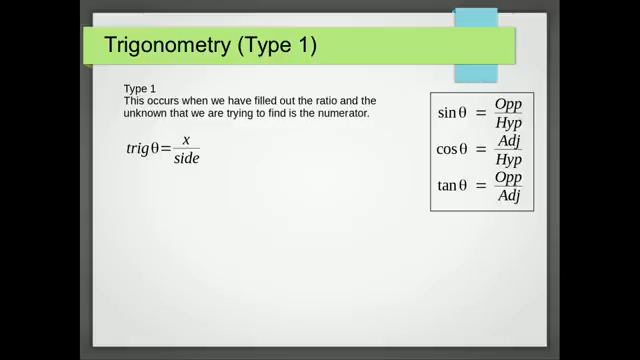 Trigonometry (Type 1)
Type 1
This occurs when we have filled out the ratio and the
unknown that we are trying to find is the numerator.
trig θ = x/side
sin θ = Opp/Hyp
cos θ = Adj/Hyp
tan θ = Opp/Adj